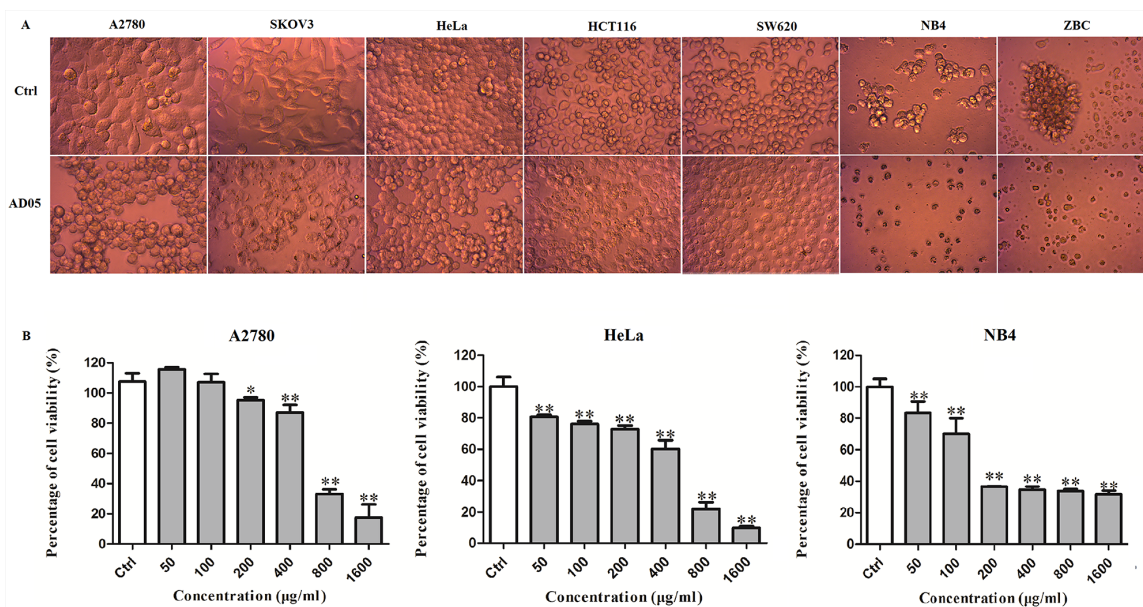 A A2780 SKOV3 HeLa HCT116 SW620 NB4 ZBC
Ctrl
AD05
B A2780 HeLa NB4
Percentage of cell viability (%)
120
100
80
60
40
20
0
* ** ** **
Ctrl 50 100 200 400 800 1600
Concentration (μg/ml)
Percentage of cell viability (%)
120
100
80
60
40
20
0
** ** ** ** ** **
Ctrl 50 100 200 400 800 1600
Concentration (μg/ml)
Percentage of cell viability (%)
120
100
80
60
40
20
0
** ** ** ** ** **
Ctrl 50 100 200 400 800 1600
Concentration (μg/ml)